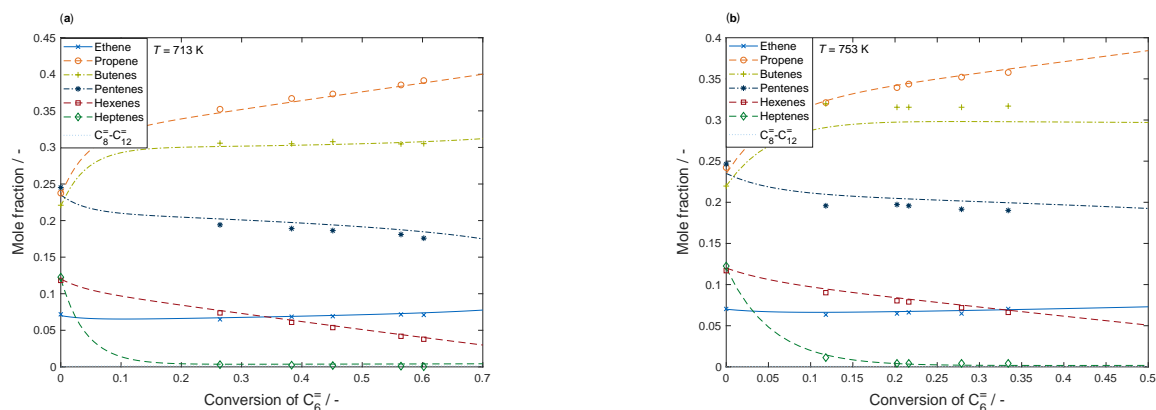 (a)
T = 713 K
Ethene
Propene
Butenes
Pentenes
Hexenes
Heptenes
C₈⁼-C₁₂⁼
Mole fraction / -
0.45
0.4
0.35
0.3
0.25
0.2
0.15
0.1
0.05
0
0 0.1 0.2 0.3 0.4 0.5 0.6 0.7
Conversion of C₆⁼ / -
(b)
T = 753 K
Ethene
Propene
Butenes
Pentenes
Hexenes
Heptenes
C₈⁼-C₁₂⁼
Mole fraction / -
0.4
0.35
0.3
0.25
0.2
0.15
0.1
0.05
0
0 0.05 0.1 0.15 0.2 0.25 0.3 0.35 0.4 0.45 0.5
Conversion of C₆⁼ / -